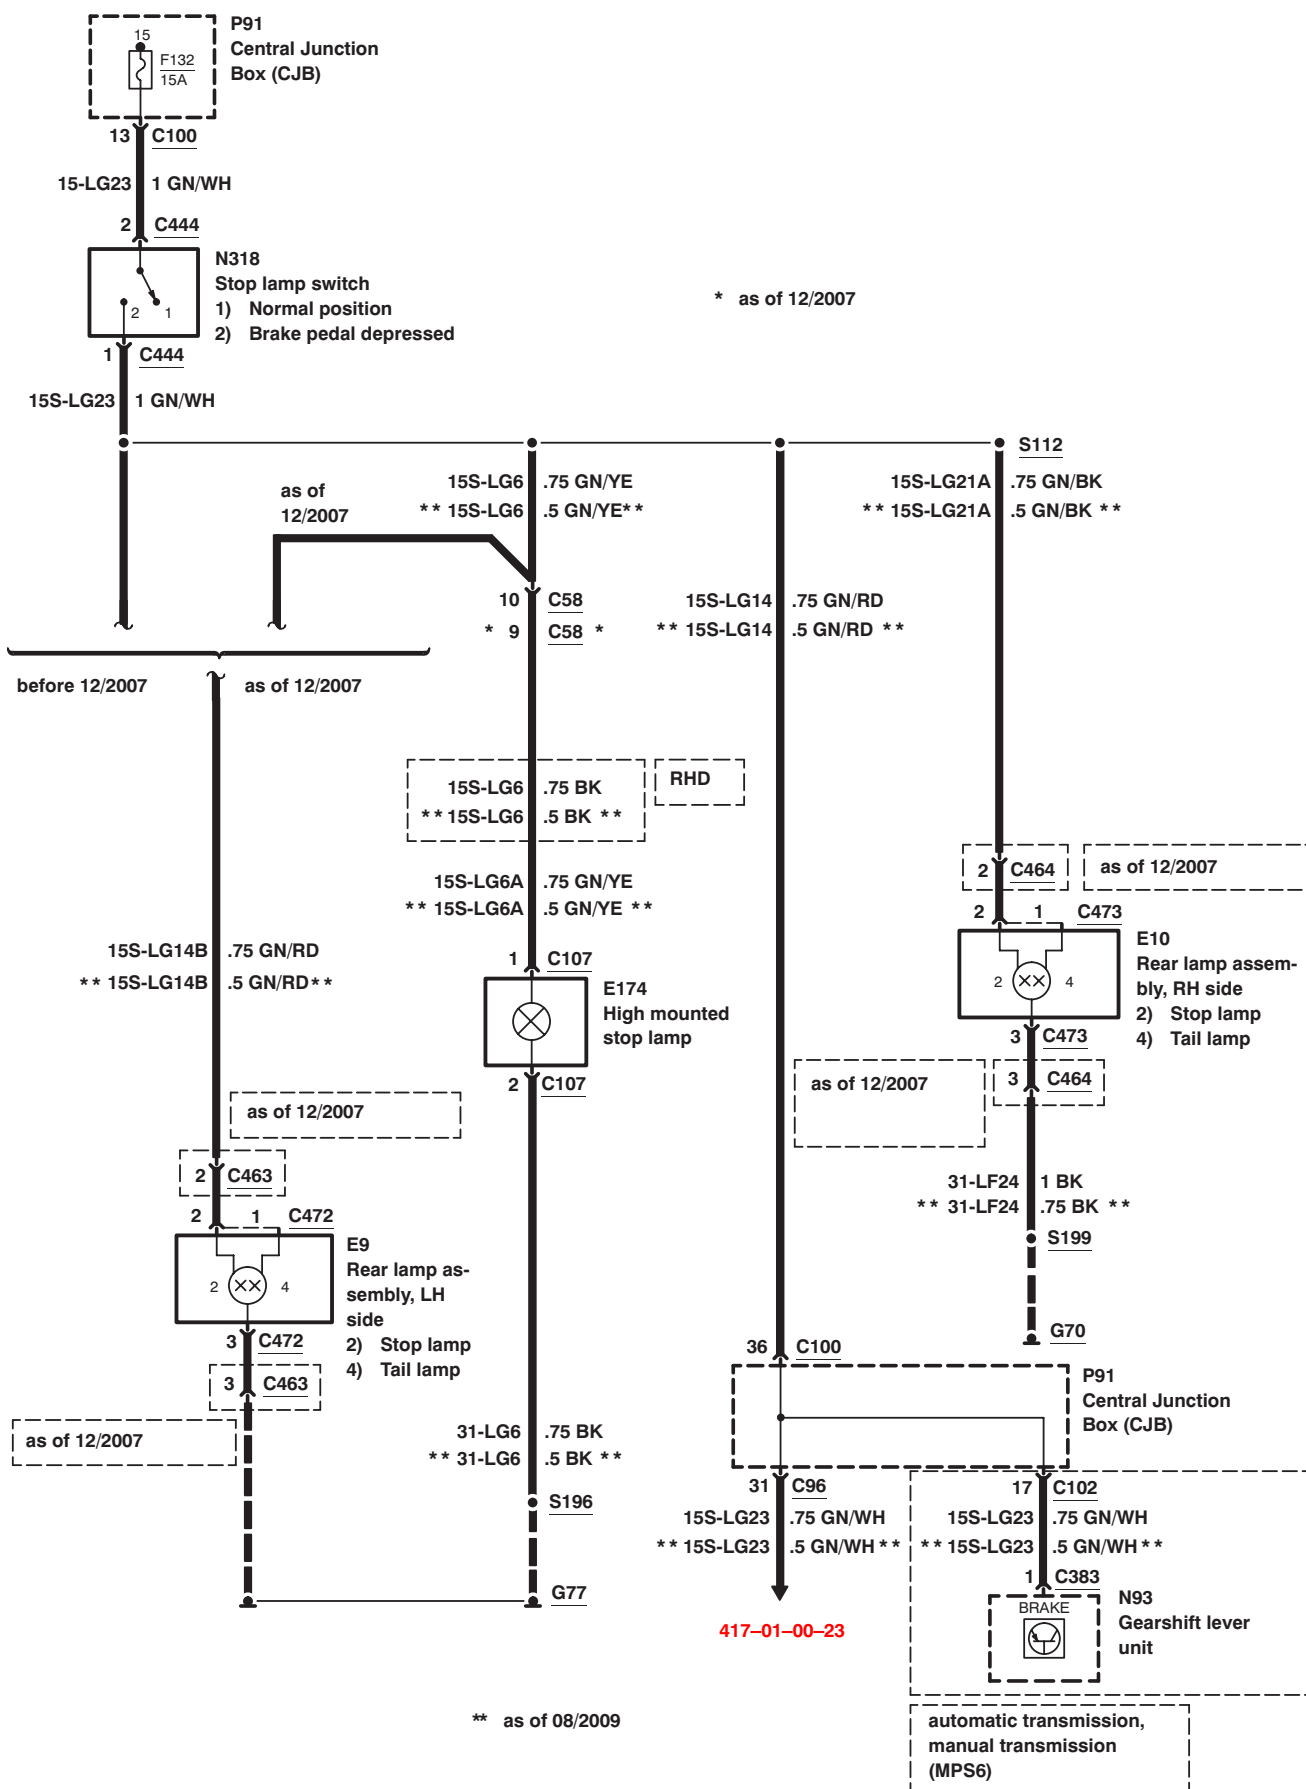 P91
Central Junction
Box (CJB)
15
F132
15A
13 C100
15-LG23 1 GN/WH
2 C444
N318
Stop lamp switch
1) Normal position
2) Brake pedal depressed
2 1
* as of 12/2007
1 C444
15S-LG23 1 GN/WH
S112
15S-LG6 .75 GN/YE
** 15S-LG6 .5 GN/YE**
15S-LG21A .75 GN/BK
** 15S-LG21A .5 GN/BK **
as of
12/2007
10 C58
* 9 C58 *
15S-LG14 .75 GN/RD
** 15S-LG14 .5 GN/RD **
before 12/2007
as of 12/2007
15S-LG6 .75 BK
** 15S-LG6 .5 BK **
RHD
15S-LG6A .75 GN/YE
** 15S-LG6A .5 GN/YE **
2 C464
as of 12/2007
2 1 C473
E10
Rear lamp assem-
bly, RH side
2) Stop lamp
4) Tail lamp
2 4
15S-LG14B .75 GN/RD
** 15S-LG14B .5 GN/RD**
1 C107
E174
High mounted
stop lamp
2 C107
3 C473
as of 12/2007
3 C464
as of 12/2007
2 C463
2 1 C472
E9
Rear lamp as-
sembly, LH
side
2) Stop lamp
4) Tail lamp
2 4
31-LF24 1 BK
** 31-LF24 .75 BK **
S199
G70
3 C472
3 C463
as of 12/2007
36 C100
P91
Central Junction
Box (CJB)
31-LG6 .75 BK
** 31-LG6 .5 BK **
S196
G77
31 C96
15S-LG23 .75 GN/WH
** 15S-LG23 .5 GN/WH **
417–01–00–23
17 C102
15S-LG23 .75 GN/WH
** 15S-LG23 .5 GN/WH **
1 C383
BRAKE
N93
Gearshift lever
unit
** as of 08/2009
automatic transmission,
manual transmission
(MPS6)